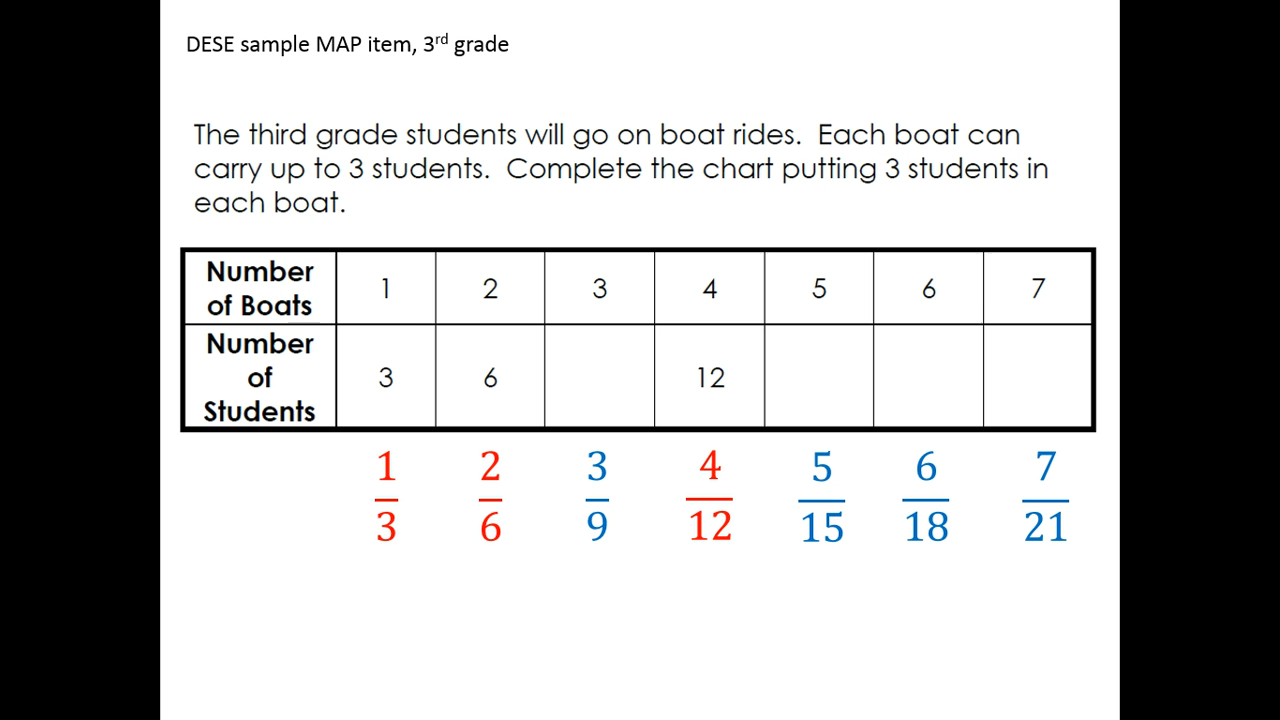 DESE sample MAP item, 3rd grade
The third grade students will go on boat rides.  Each boat can
carry up to 3 students.  Complete the chart putting 3 students in
each boat.
Number of Boats 1 2 3 4 5 6 7
Number of Students 3 6 12
1/3 2/6 3/9 4/12 5/15 6/18 7/21